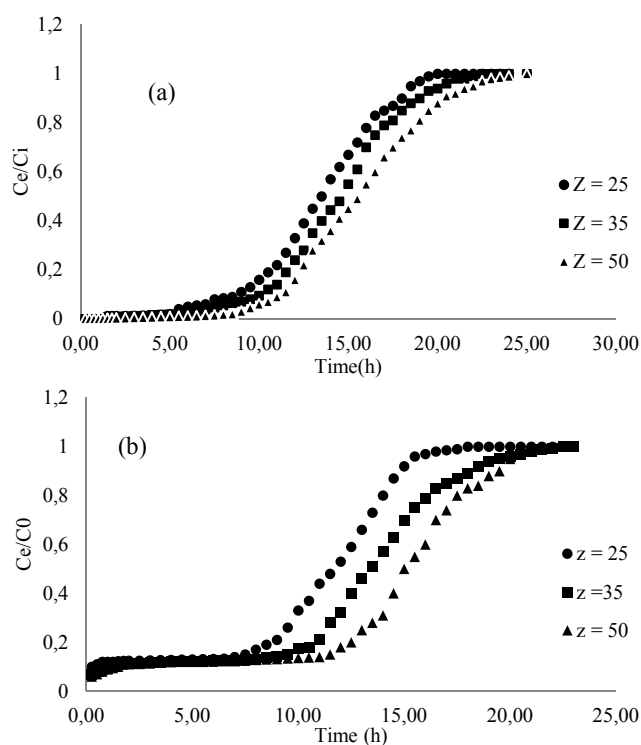 1,2
(a)
1
0,8
0,6
0,4
0,2
0
Ce/Ci
Z = 25
Z = 35
Z = 50
0,00 5,00 10,00 15,00 20,00 25,00 30,00
Time(h)
1,2
(b)
1
0,8
0,6
0,4
0,2
0
Ce/C0
z = 25
z =35
z = 50
0,00 5,00 10,00 15,00 20,00 25,00
Time (h)